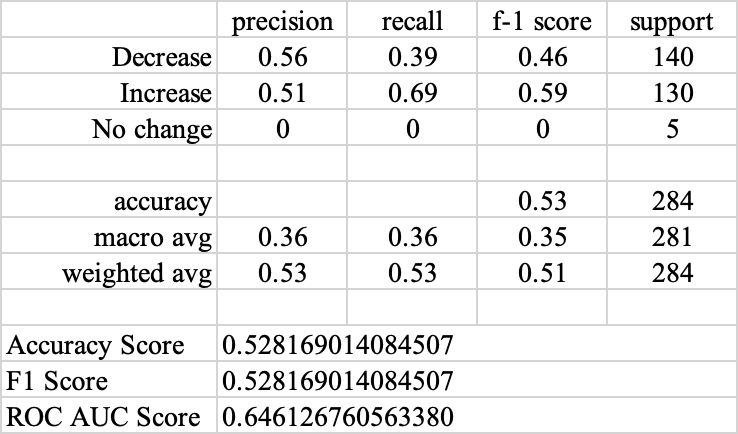 precision recall f-1 score support
Decrease 0.56 0.39 0.46 140
Increase 0.51 0.69 0.59 130
No change 0 0 0 5
accuracy 0.53 284
macro avg 0.36 0.36 0.35 281
weighted avg 0.53 0.53 0.51 284
Accuracy Score 0.528169014084507
F1 Score 0.528169014084507
ROC AUC Score 0.646126760563380